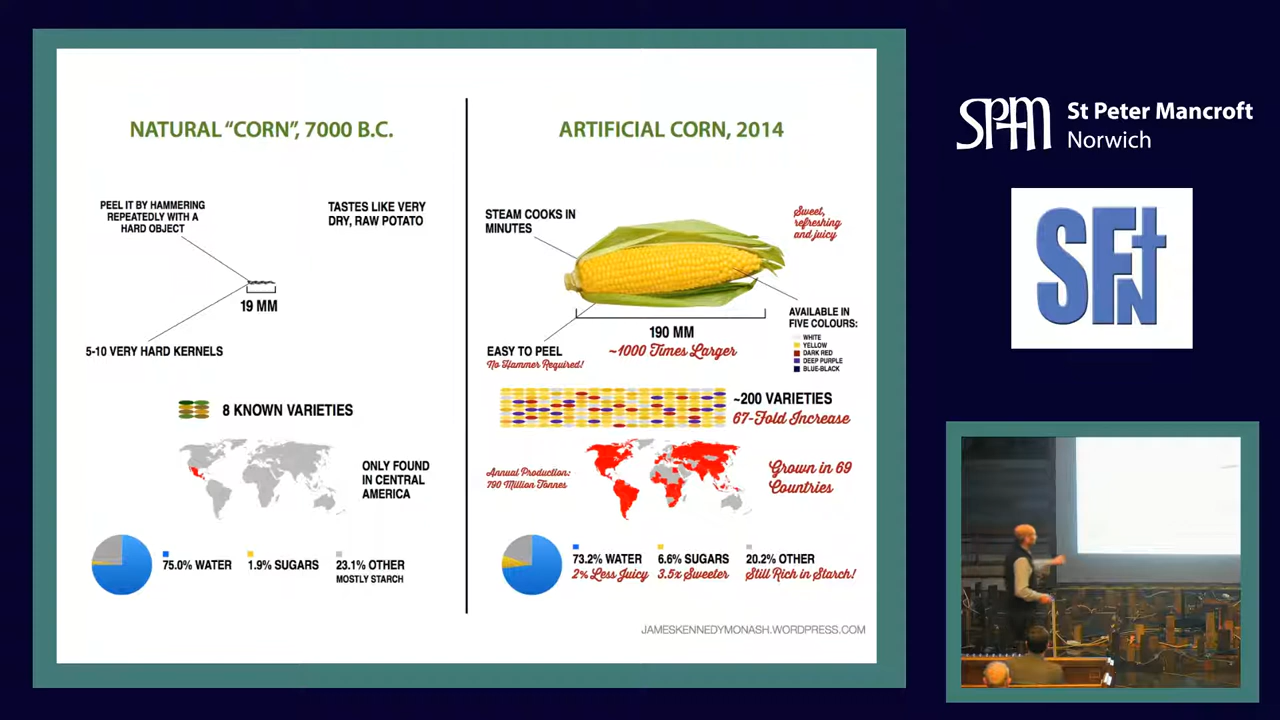 NATURAL “CORN”, 7000 B.C.
PEEL IT BY HAMMERING
REPEATEDLY WITH A
HARD OBJECT
TASTES LIKE VERY
DRY, RAW POTATO
19 MM
5-10 VERY HARD KERNELS
8 KNOWN VARIETIES
ONLY FOUND
IN CENTRAL
AMERICA
75.0% WATER
1.9% SUGARS
23.1% OTHER
MOSTLY STARCH
ARTIFICIAL CORN, 2014
STEAM COOKS IN
MINUTES
Sweet,
refreshing
and juicy
190 MM
~1000 Times Larger
EASY TO PEEL
No Hammer Required!
AVAILABLE IN
FIVE COLOURS:
WHITE
YELLOW
DARK RED
DEEP PURPLE
BLUE-BLACK
~200 VARIETIES
67-Fold Increase
Annual Production:
790 Million Tonnes
Grown in 69
Countries
73.2% WATER
2% Less Juicy
6.6% SUGARS
3.5x Sweeter
20.2% OTHER
Still Rich in Starch!
JAMESKENNEDYMONASH.WORDPRESS.COM
SPM
St Peter Mancroft
Norwich
SFN